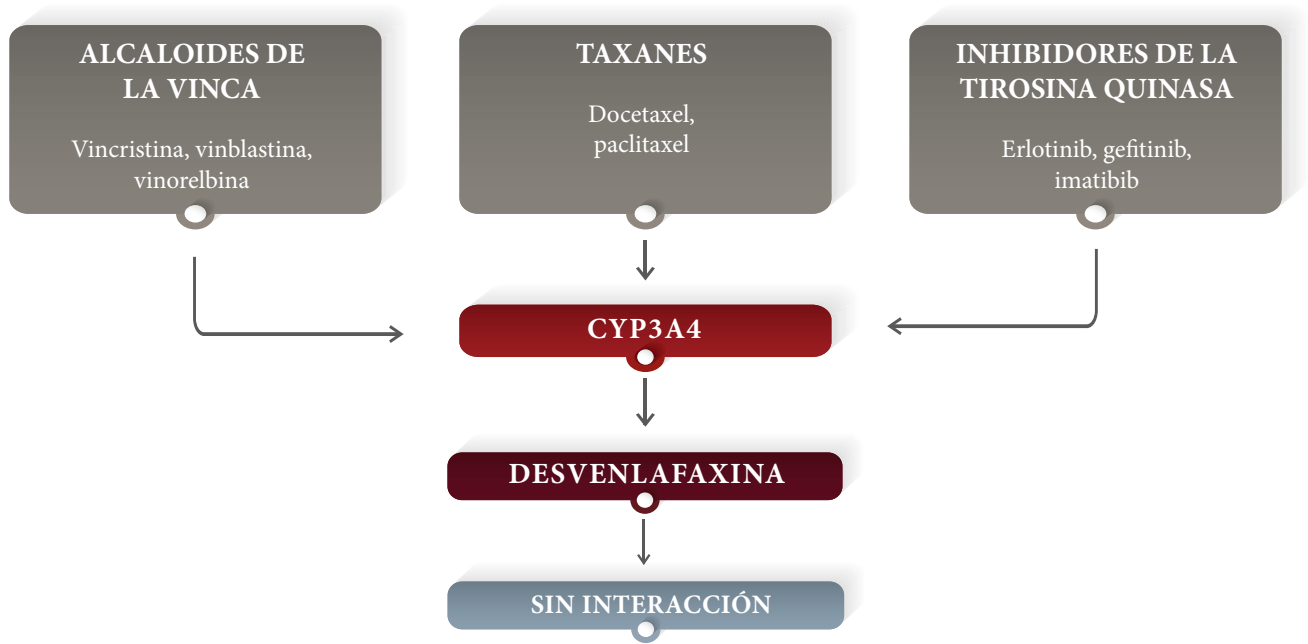 ALCALOIDES DE
LA VINCA
Vincristina, vinblastina,
vinorelbina
TAXANES
Docetaxel,
paclitaxel
INHIBIDORES DE LA
TIROSINA QUINASA
Erlotinib, gefitinib,
imatibib
CYP3A4
DESVENLAFAXINA
SIN INTERACCIÓN